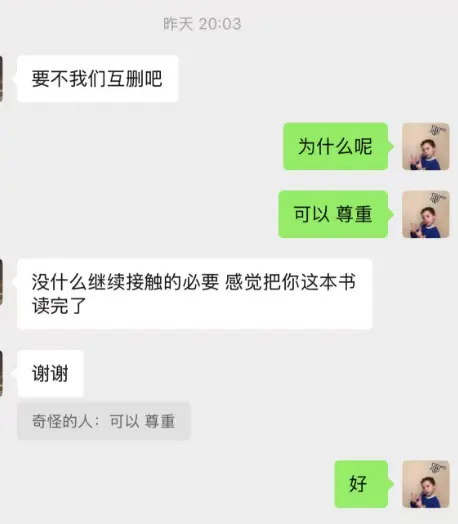 昨天 20:03
要不我们互删吧
为什么呢
可以 尊重
没什么继续接触的必要 感觉把你这本书
读完了
谢谢
奇怪的人：可以 尊重
好